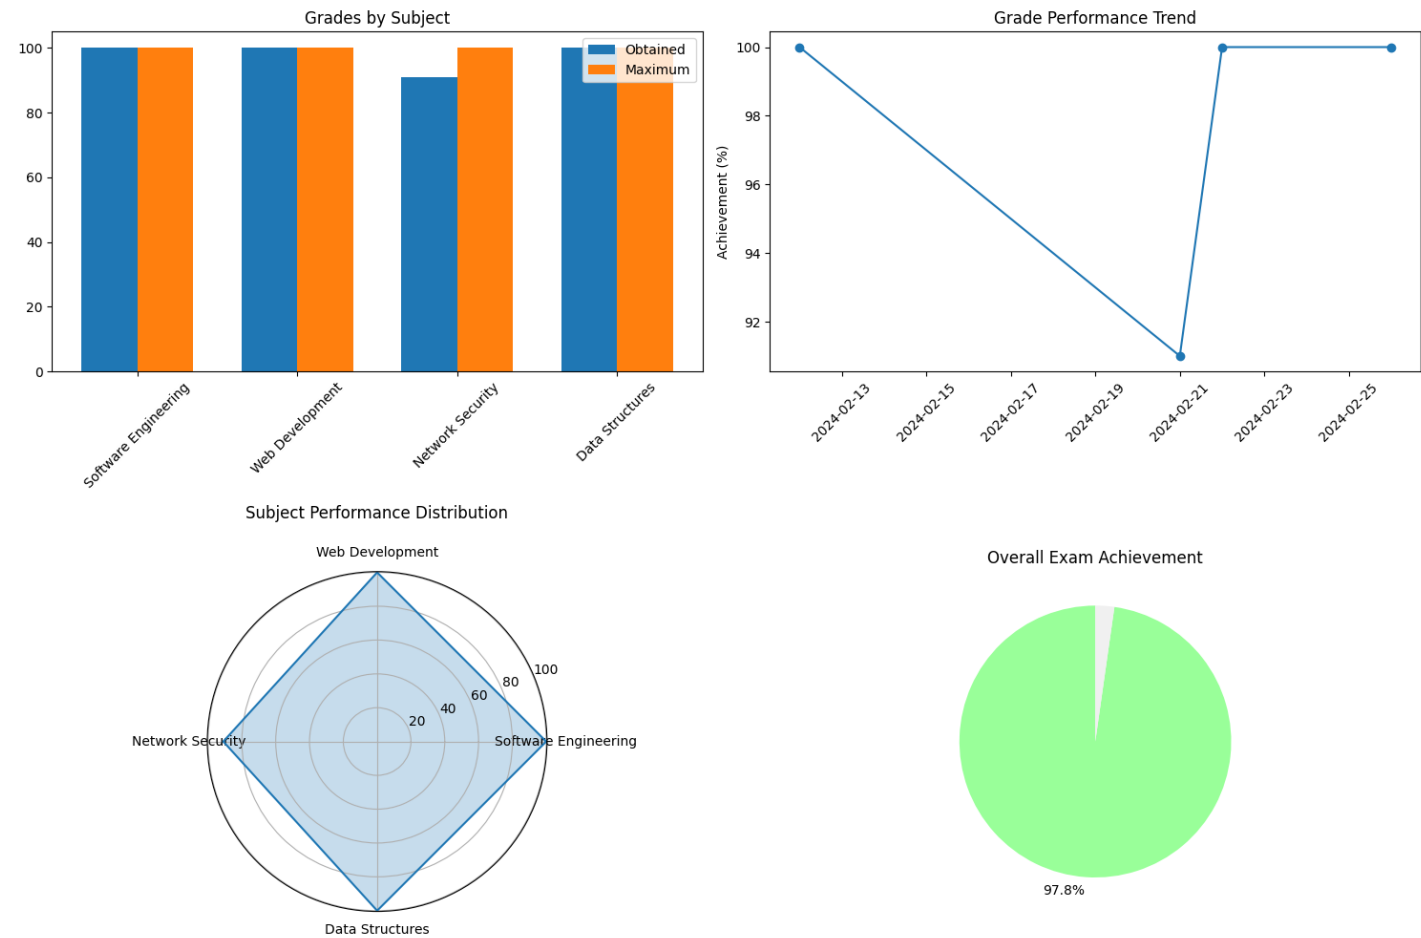 Grades by Subject
100
80
60
40
20
0
Obtained
Maximum
Software Engineering
Web Development
Network Security
Data Structures
Grade Performance Trend
Achievement (%)
100
98
96
94
92
2024-02-13
2024-02-15
2024-02-17
2024-02-19
2024-02-21
2024-02-23
2024-02-25
Subject Performance Distribution
Web Development
100
80
60
40
20
Network Security
Software Engineering
Data Structures
Overall Exam Achievement
97.8%